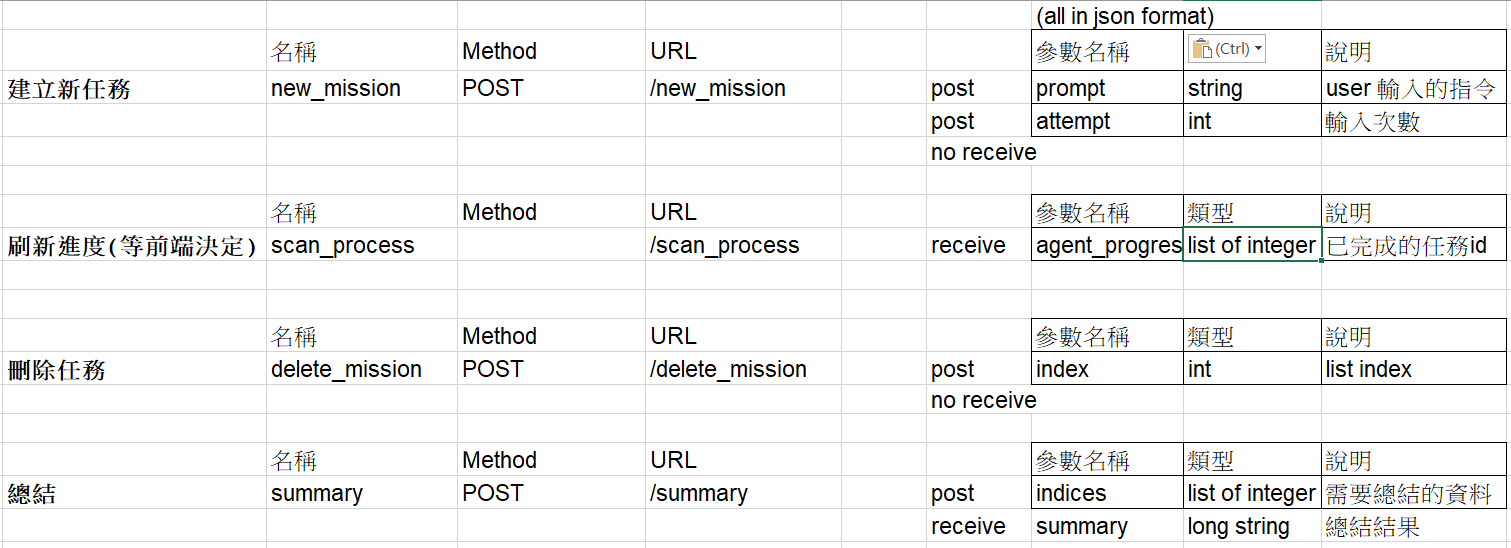 (all in json format)
名稱 Method URL 參數名稱 (Ctrl) 說明
建立新任務 new_mission POST /new_mission post prompt string user 輸入的指令
post attempt int 輸入次數
no receive
名稱 Method URL 參數名稱 類型 說明
刷新進度(等前端決定) scan_process /scan_process receive agent_progres list of integer 已完成的任務id
名稱 Method URL 參數名稱 類型 說明
刪除任務 delete_mission POST /delete_mission post index int list index
no receive
名稱 Method URL 參數名稱 類型 說明
總結 summary POST /summary post indices list of integer 需要總結的資料
receive summary long string 總結結果